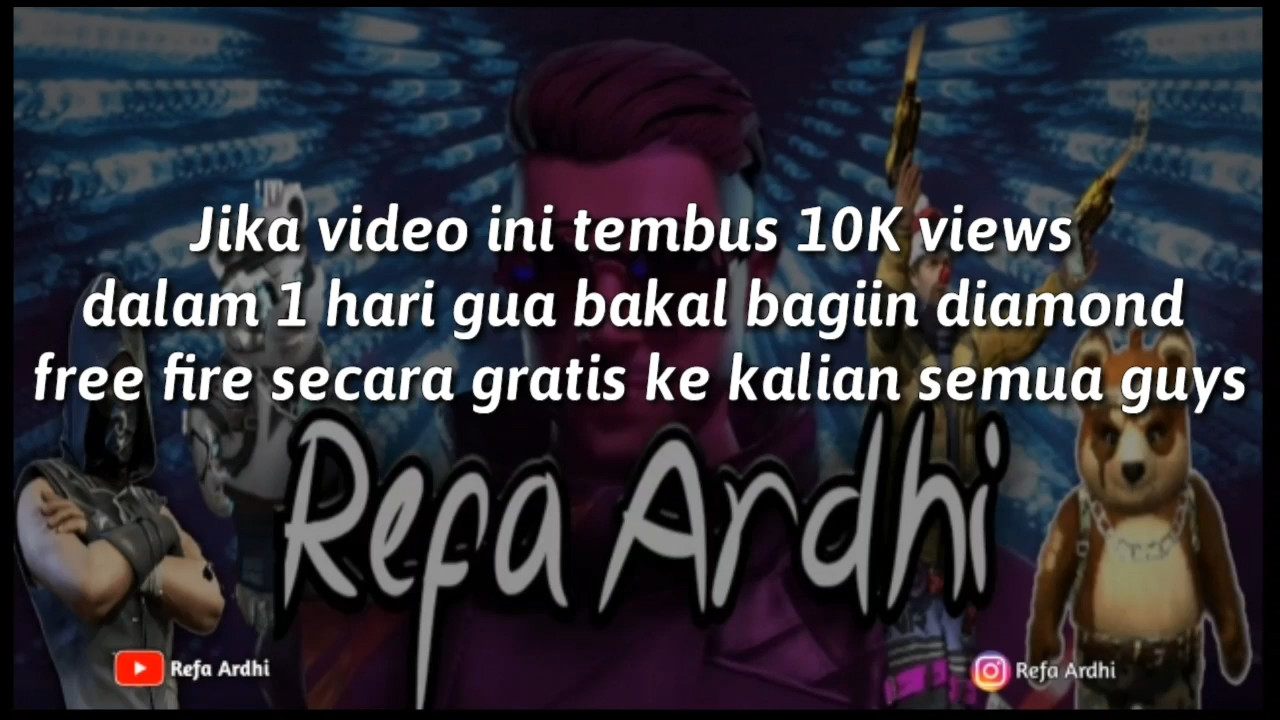 Jika video ini tembus 10K views
dalam 1 hari gua bakal bagiin diamond
free fire secara gratis ke kalian semua guys
Refa Ardhi
Refa Ardhi
Refa Ardhi